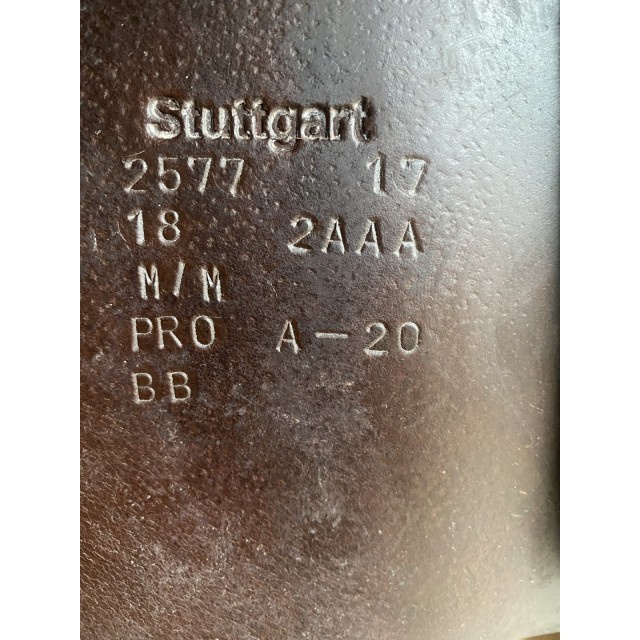 Stuttgart
2577 17
18 2AAA
M/M
PRO A-20
BB